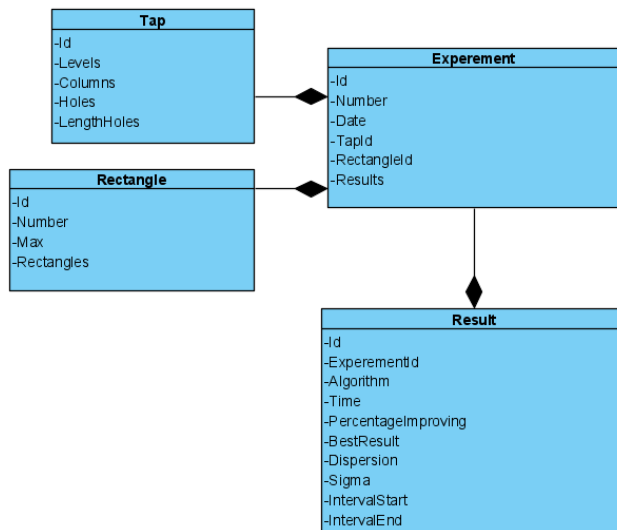 Tap
-Id
-Levels
-Columns
-Holes
-LengthHoles
Experement
-Id
-Number
-Date
-TapId
-RectangleId
-Results
Rectangle
-Id
-Number
-Max
-Rectangles
Result
-Id
-ExperementId
-Algorithm
-Time
-PercentageImproving
-BestResult
-Dispersion
-Sigma
-IntervalStart
-IntervalEnd